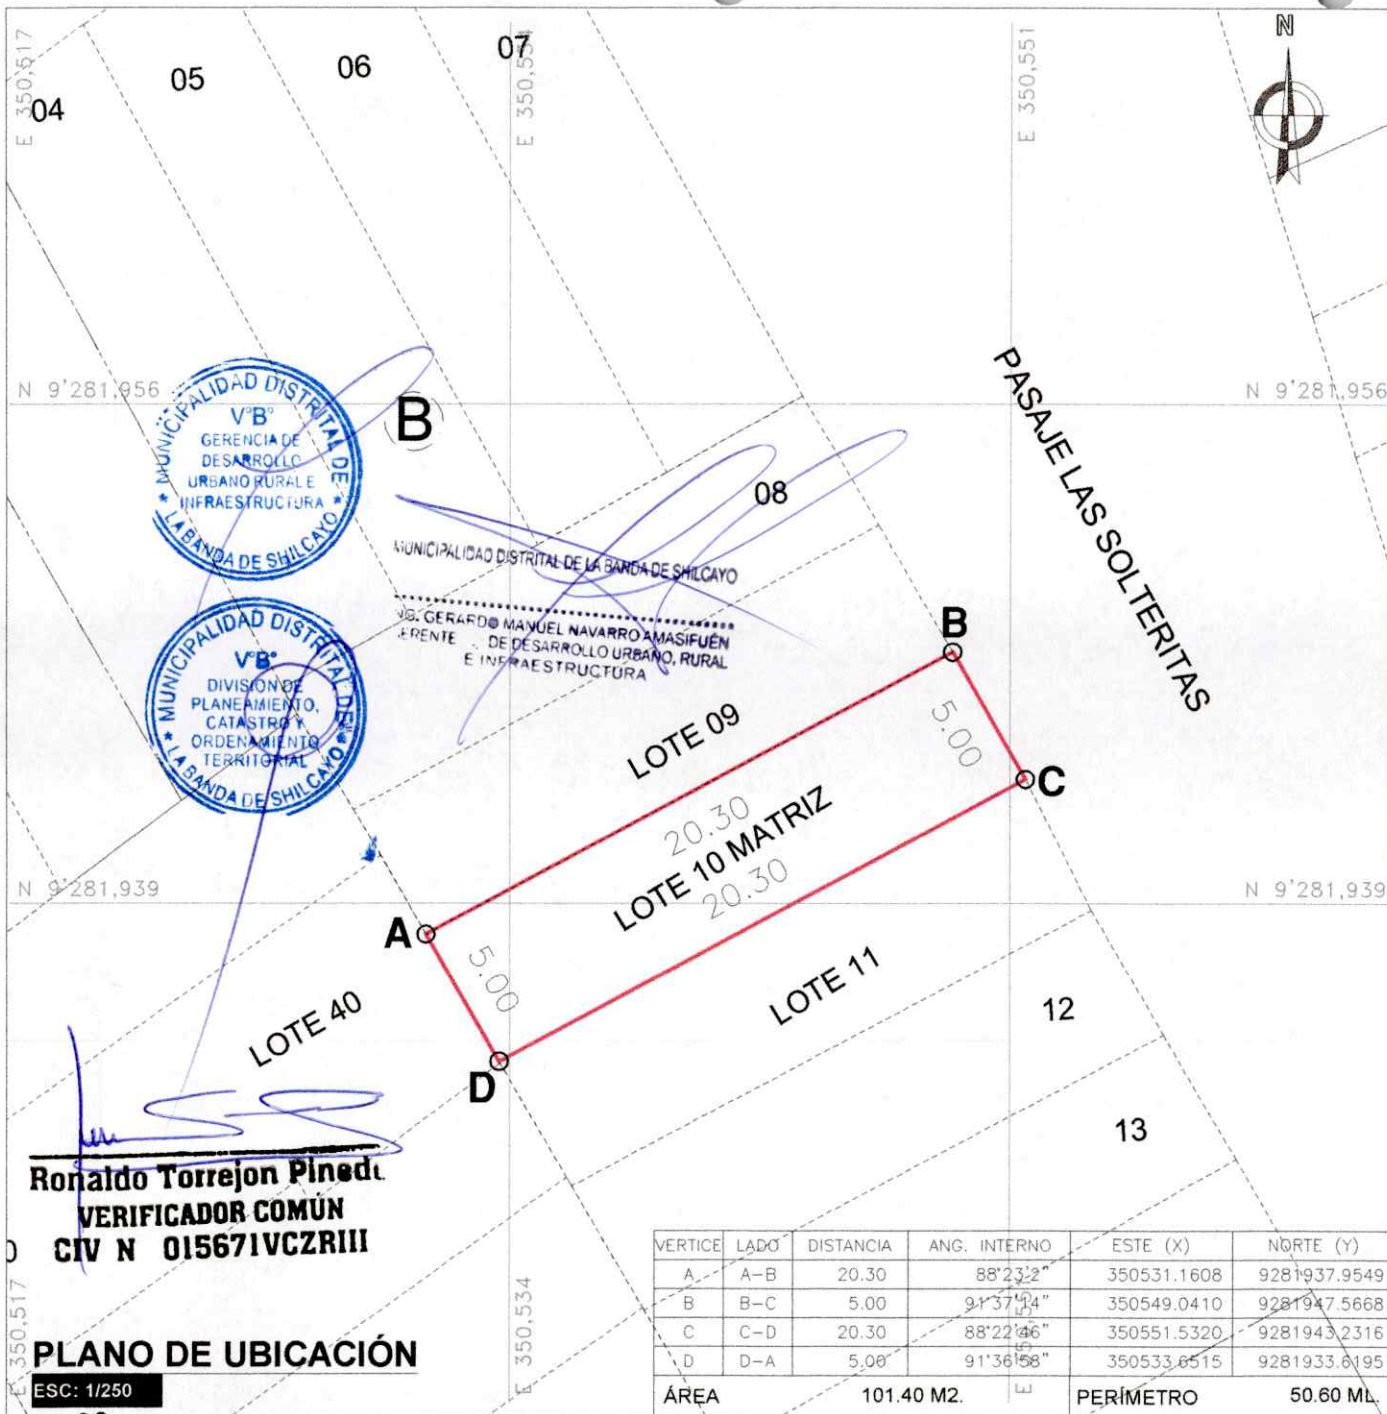 E 350,517
E 350,534
E 350,551
N
04
05
06
07
N 9'281,956
N 9'281,956
B
08
PASAJE LAS SOLTERITAS
MUNICIPALIDAD DISTRITAL DE
V°B°
GERENCIA DE
DESARROLLO
URBANO RURAL E
INFRAESTRUCTURA
LA BANDA DE SHILCAYO
MUNICIPALIDAD DISTRITAL DE LA BANDA DE SHILCAYO
GERARDO MANUEL NAVARRO AMASIFUÉN
DE DESARROLLO URBANO, RURAL
E INFRAESTRUCTURA
MUNICIPALIDAD DISTRITAL DE
V°B°
DIVISIÓN DE
PLANEAMIENTO,
CATASTRO Y
ORDENAMIENTO
TERRITORIAL
LA BANDA DE SHILCAYO
B
LOTE 09
5.00
C
20.30
LOTE 10 MATRIZ
20.30
N 9'281,939
N 9'281,939
A
5.00
LOTE 11
LOTE 40
12
D
13
Ronaldo Torrejon
VERIFICADOR COMÚN
CIV N 015671VCZRIII
E 350,517
E 350,534
PLANO DE UBICACIÓN
ESC: 1/250
VERTICE LADO DISTANCIA ANG. INTERNO ESTE (X) NORTE (Y)
A A-B 20.30 88°23'2" 350531.1608 9281937.9549
B B-C 5.00 91°37'14" 350549.0410 9281947.5668
C C-D 20.30 88°22'46" 350551.5320 9281943.2316
D D-A 5.00 91°36'58" 350533.6515 9281933.6195
ÁREA 101.40 M2. PERÍMETRO 50.60 ML.